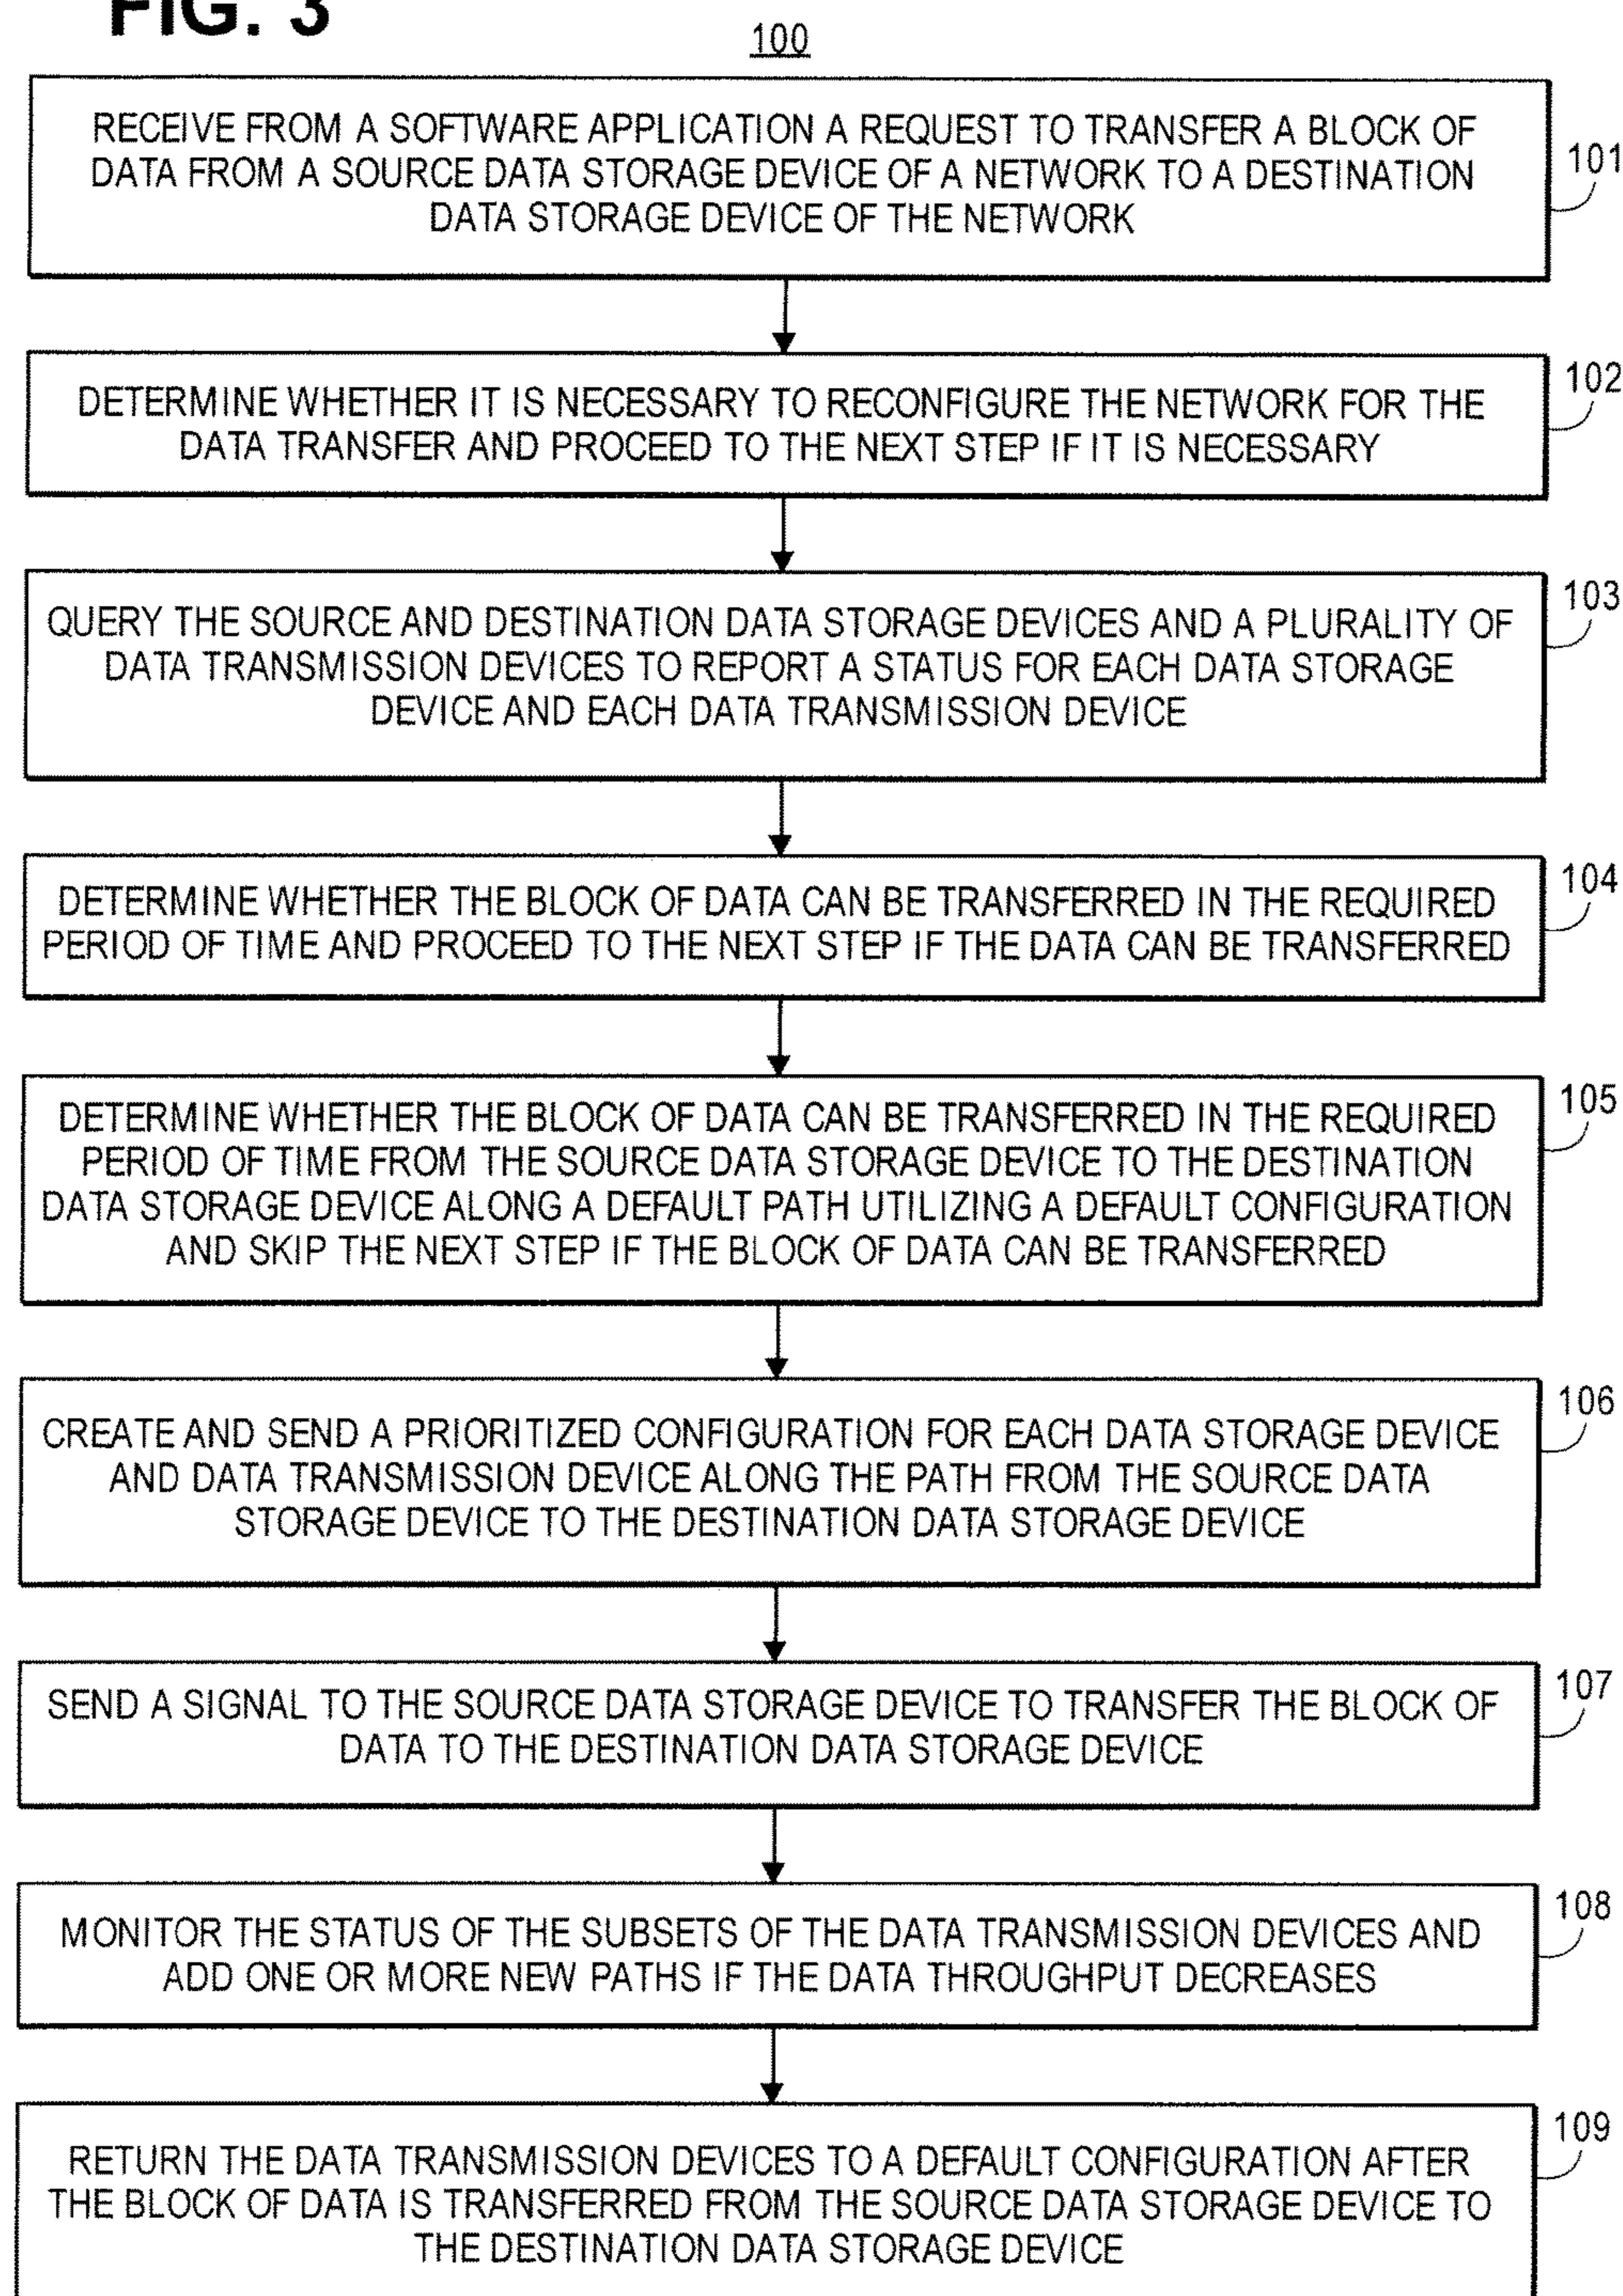 FIG. 3
100
RECEIVE FROM A SOFTWARE APPLICATION A REQUEST TO TRANSFER A BLOCK OF
DATA FROM A SOURCE DATA STORAGE DEVICE OF A NETWORK TO A DESTINATION
DATA STORAGE DEVICE OF THE NETWORK
101
DETERMINE WHETHER IT IS NECESSARY TO RECONFIGURE THE NETWORK FOR THE
DATA TRANSFER AND PROCEED TO THE NEXT STEP IF IT IS NECESSARY
102
QUERY THE SOURCE AND DESTINATION DATA STORAGE DEVICES AND A PLURALITY OF
DATA TRANSMISSION DEVICES TO REPORT A STATUS FOR EACH DATA STORAGE
DEVICE AND EACH DATA TRANSMISSION DEVICE
103
DETERMINE WHETHER THE BLOCK OF DATA CAN BE TRANSFERRED IN THE REQUIRED
PERIOD OF TIME AND PROCEED TO THE NEXT STEP IF THE DATA CAN BE TRANSFERRED
104
DETERMINE WHETHER THE BLOCK OF DATA CAN BE TRANSFERRED IN THE REQUIRED
PERIOD OF TIME FROM THE SOURCE DATA STORAGE DEVICE TO THE DESTINATION
DATA STORAGE DEVICE ALONG A DEFAULT PATH UTILIZING A DEFAULT CONFIGURATION
AND SKIP THE NEXT STEP IF THE BLOCK OF DATA CAN BE TRANSFERRED
105
CREATE AND SEND A PRIORITIZED CONFIGURATION FOR EACH DATA STORAGE DEVICE
AND DATA TRANSMISSION DEVICE ALONG THE PATH FROM THE SOURCE DATA
STORAGE DEVICE TO THE DESTINATION DATA STORAGE DEVICE
106
SEND A SIGNAL TO THE SOURCE DATA STORAGE DEVICE TO TRANSFER THE BLOCK OF
DATA TO THE DESTINATION DATA STORAGE DEVICE
107
MONITOR THE STATUS OF THE SUBSETS OF THE DATA TRANSMISSION DEVICES AND
ADD ONE OR MORE NEW PATHS IF THE DATA THROUGHPUT DECREASES
108
RETURN THE DATA TRANSMISSION DEVICES TO A DEFAULT CONFIGURATION AFTER
THE BLOCK OF DATA IS TRANSFERRED FROM THE SOURCE DATA STORAGE DEVICE TO
THE DESTINATION DATA STORAGE DEVICE
109